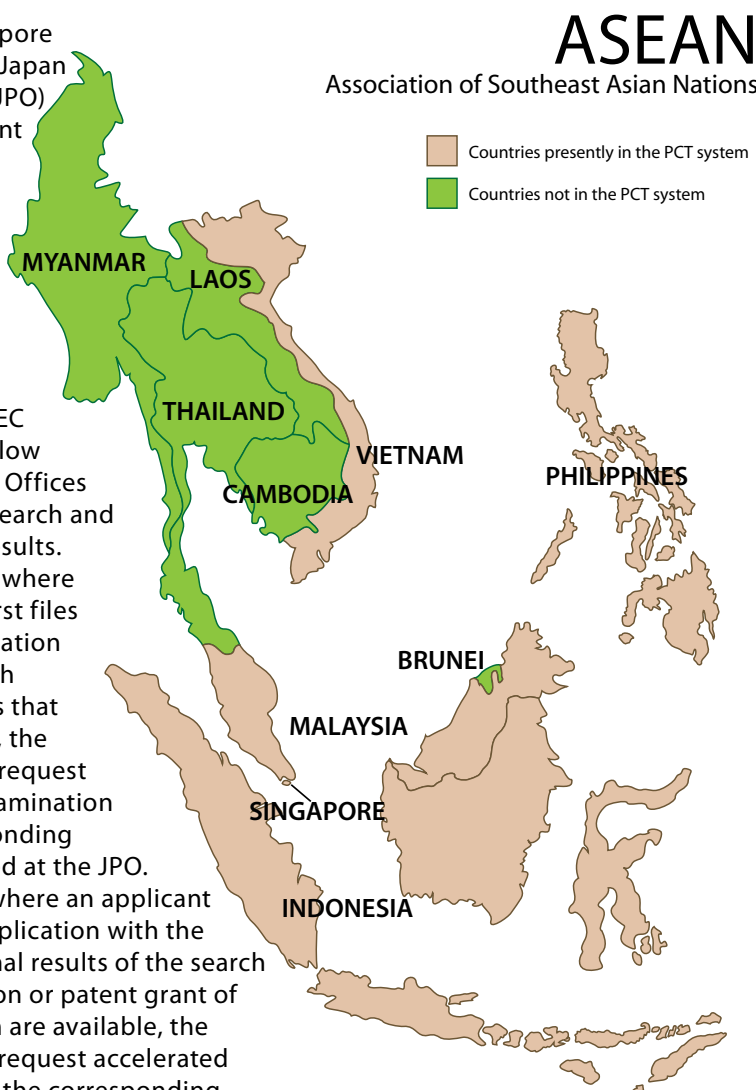 ASEAN
Association of Southeast Asian Nations
Countries presently in the PCT system
Countries not in the PCT system
pore
Japan
JPO)
nt
MYANMAR
LAOS
THAILAND
VIETNAM
CAMBODIA
PHILIPPINES
BRUNEI
MALAYSIA
SINGAPORE
INDONESIA
EC
low
Offices
earch and
sults.
where
rst files
ation
h
s that
, the
request
amination
onding
d at the JPO.
where an applicant
plication with the
nal results of the search
on or patent grant of
are available, the
request accelerated
the corresponding